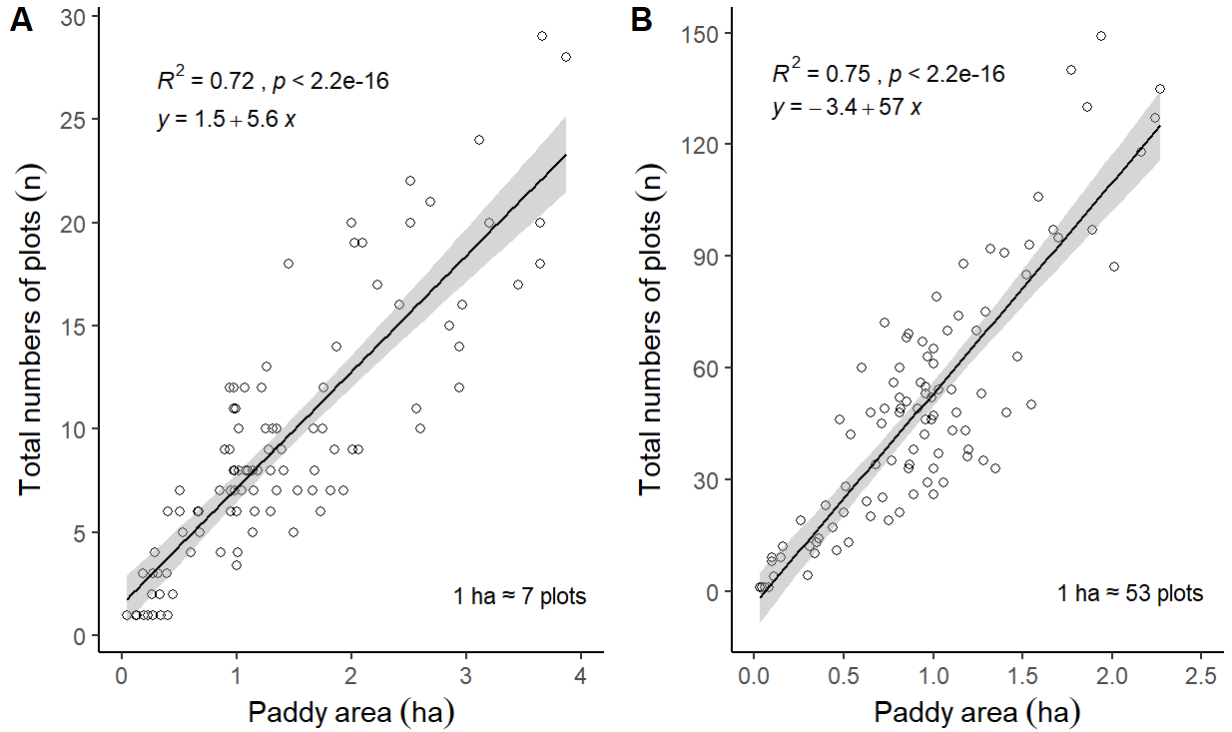 A
30
25
20
15
10
5
0
Total numbers of plots (n)
R² = 0.72 , p < 2.2e-16
y = 1.5 + 5.6 x
1 ha ≈ 7 plots
0 1 2 3 4
Paddy area (ha)
B
150
120
90
60
30
0
Total numbers of plots (n)
R² = 0.75 , p < 2.2e-16
y = − 3.4 + 57 x
1 ha ≈ 53 plots
0.0 0.5 1.0 1.5 2.0 2.5
Paddy area (ha)